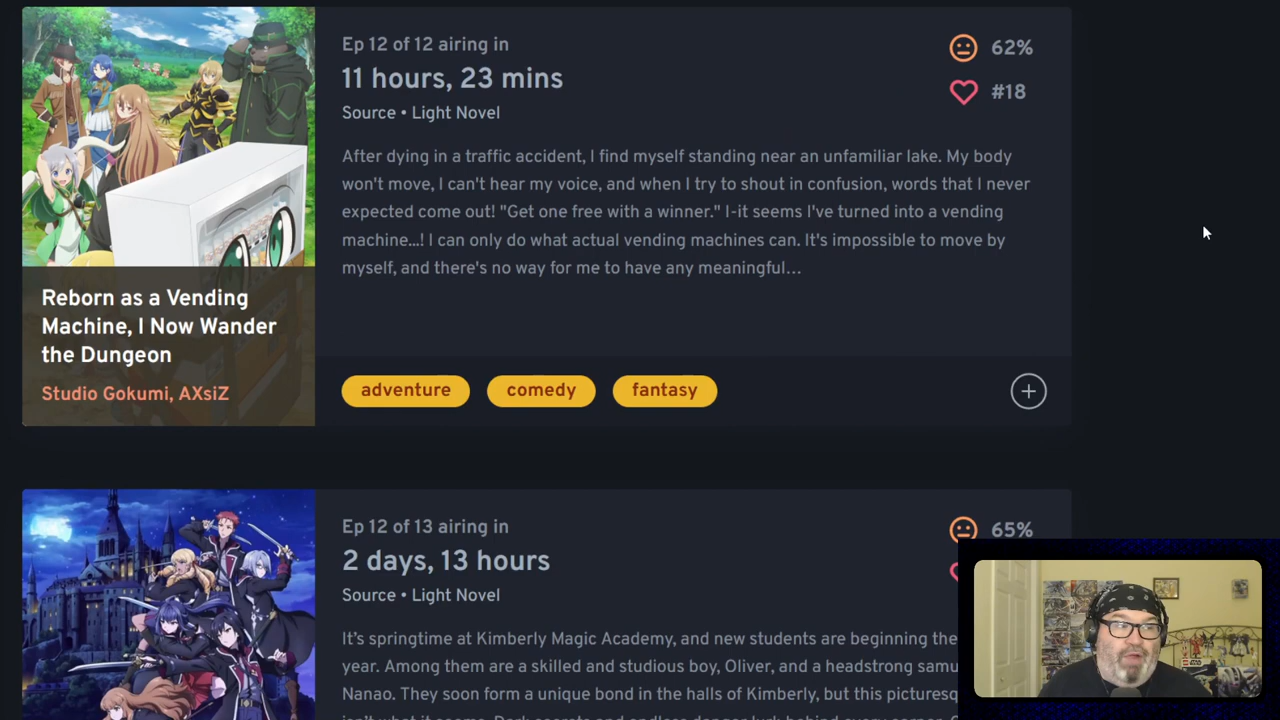 Ep 12 of 12 airing in
11 hours, 23 mins
Source • Light Novel
62%
#18
After dying in a traffic accident, I find myself standing near an unfamiliar lake. My body
won't move, I can't hear my voice, and when I try to shout in confusion, words that I never
expected come out! "Get one free with a winner." I-it seems I've turned into a vending
machine...! I can only do what actual vending machines can. It's impossible to move by
myself, and there's no way for me to have any meaningful…
Reborn as a Vending
Machine, I Now Wander
the Dungeon
Studio Gokumi, AXsiZ
adventure
comedy
fantasy
Ep 12 of 13 airing in
2 days, 13 hours
Source • Light Novel
65%
It's springtime at Kimberly Magic Academy, and new students are beginning the
year. Among them are a skilled and studious boy, Oliver, and a headstrong samu
Nanao. They soon form a unique bond in the halls of Kimberly, but this picturesq